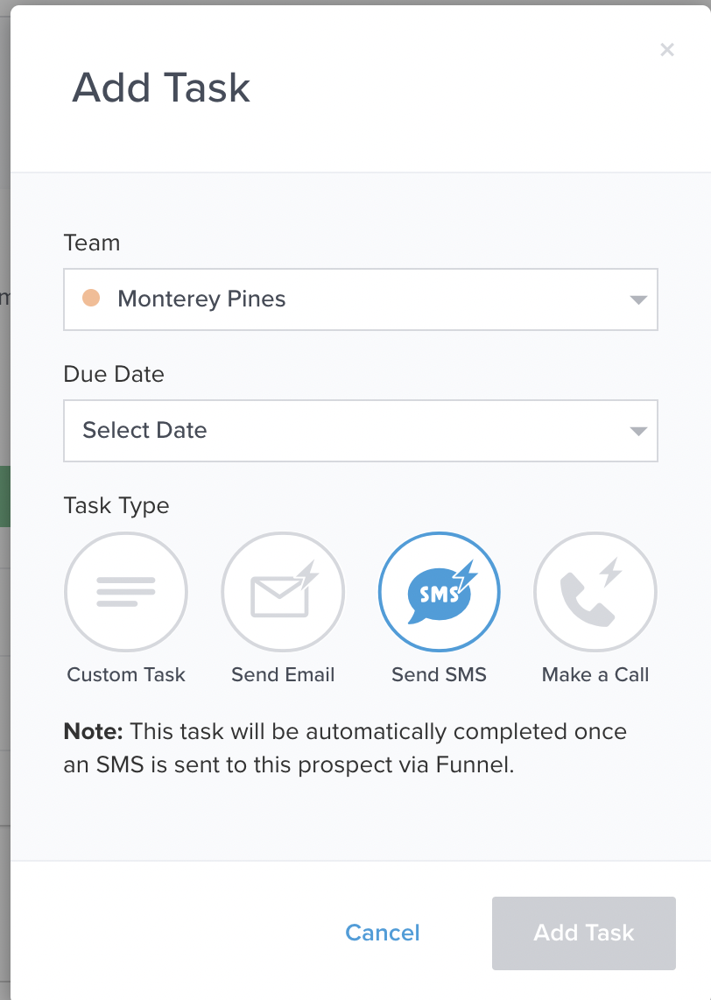 Add Task
Team
Monterey Pines
Due Date
Select Date
Task Type
SMS
Custom Task
Send Email
Send SMS
Make a Call
Note: This task will be automatically completed once
an SMS is sent to this prospect via Funnel.
Cancel
Add Task